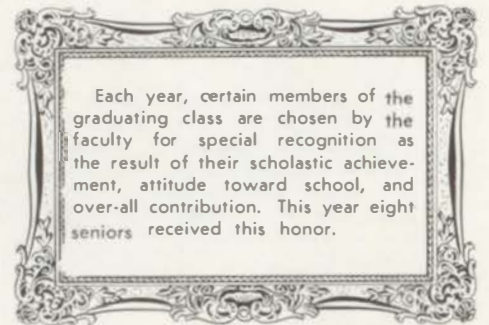 Each year, certain members of the
graduating class are chosen by the
faculty for special recognition as
the result of their scholastic achieve-
ment, attitude toward school, and
over-all contribution. This year eight
seniors received this honor.